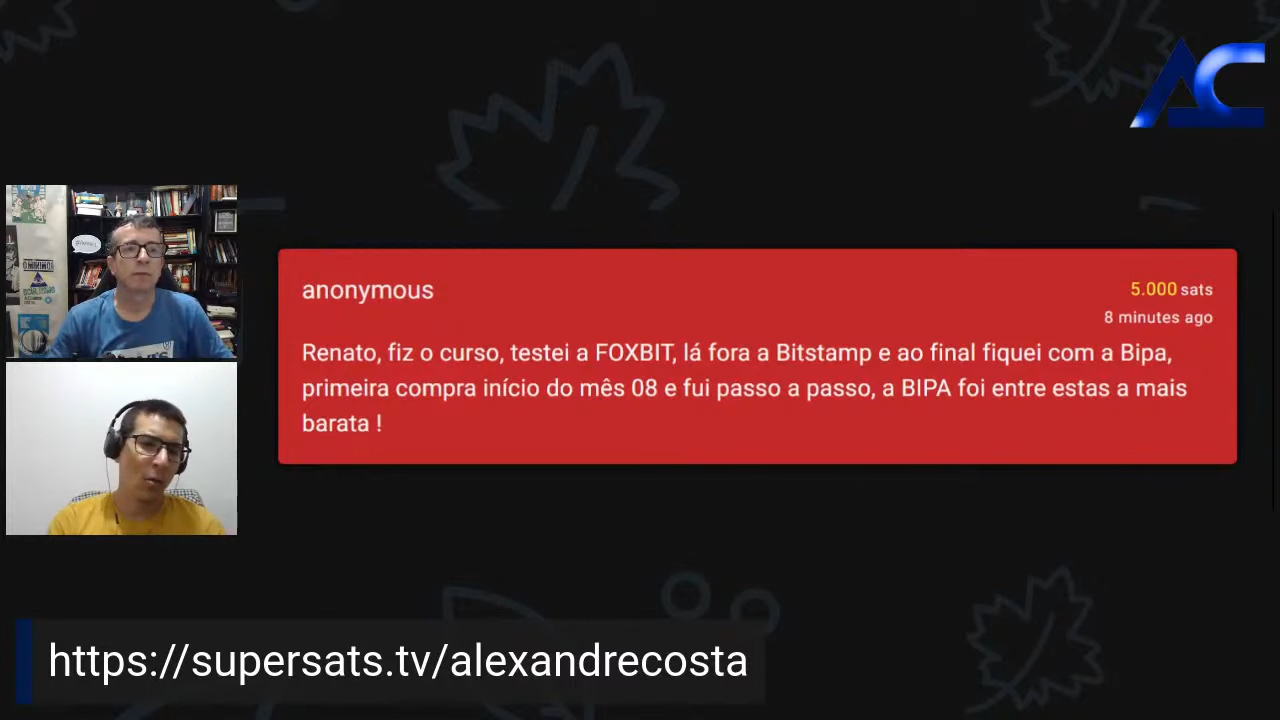 AC
anonymous
5.000 sats
8 minutes ago
Renato, fiz o curso, testei a FOXBIT, lá fora a Bitstamp e ao final fiquei com a Bipa,
primeira compra início do mês 08 e fui passo a passo, a BIPA foi entre estas a mais
barata !
https://supersats.tv/alexandrecosta